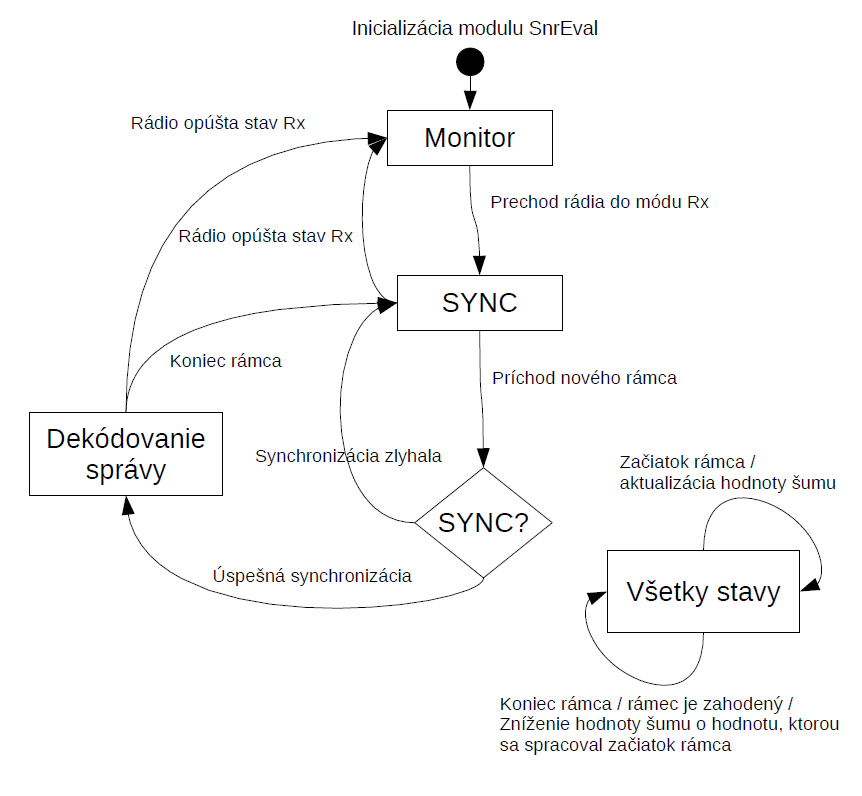 Inicializácia modulu SnrEval
Rádio opúšta stav Rx
Monitor
Prechod rádia do módu Rx
Rádio opúšta stav Rx
SYNC
Koniec rámca
Príchod nového rámca
Dekódovanie
správy
Synchronizácia zlyhala
Začiatok rámca /
aktualizácia hodnoty šumu
SYNC?
Úspešná synchronizácia
Všetky stavy
Koniec rámca / rámec je zahodený /
Zníženie hodnoty šumu o hodnotu, ktorou
sa spracoval začiatok rámca